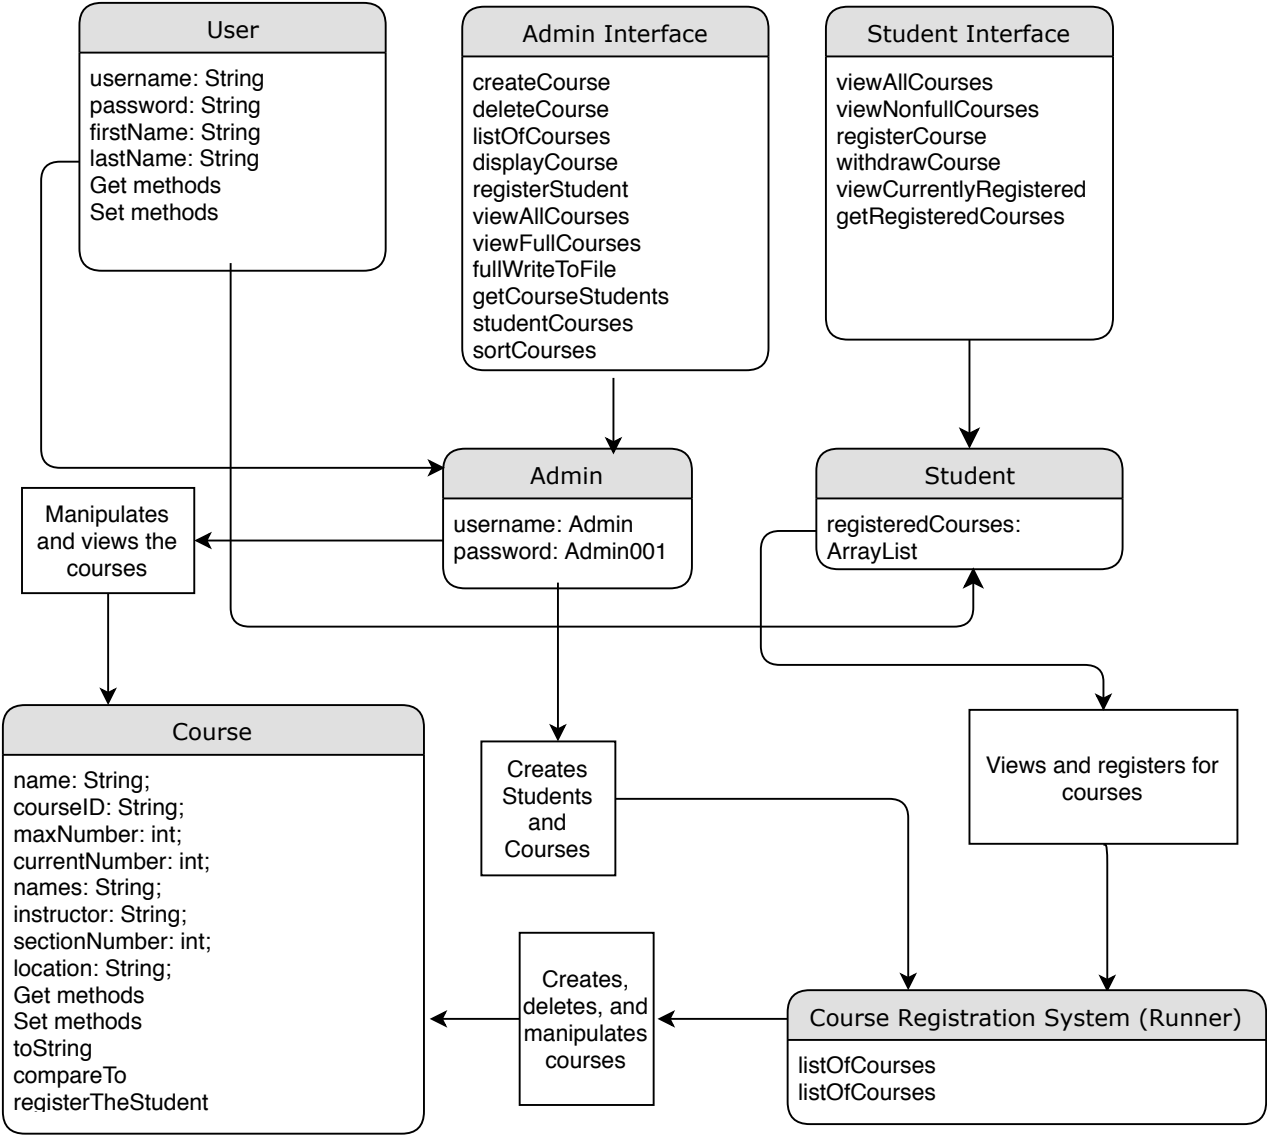 User
username: String
password: String
firstName: String
lastName: String
Get methods
Set methods
Admin Interface
createCourse
deleteCourse
listOfCourses
displayCourse
registerStudent
viewAllCourses
viewFullCourses
fullWriteToFile
getCourseStudents
studentCourses
sortCourses
Student Interface
viewAllCourses
viewNonfullCourses
registerCourse
withdrawCourse
viewCurrentlyRegistered
getRegisteredCourses
Admin
username: Admin
password: Admin001
Student
registeredCourses:
ArrayList
Manipulates
and views the
courses
Course
name: String;
courseID: String;
maxNumber: int;
currentNumber: int;
names: String;
instructor: String;
sectionNumber: int;
location: String;
Get methods
Set methods
toString
compareTo
registerTheStudent
Creates
Students
and
Courses
Views and registers for
courses
Creates,
deletes, and
manipulates
courses
Course Registration System (Runner)
listOfCourses
listOfCourses